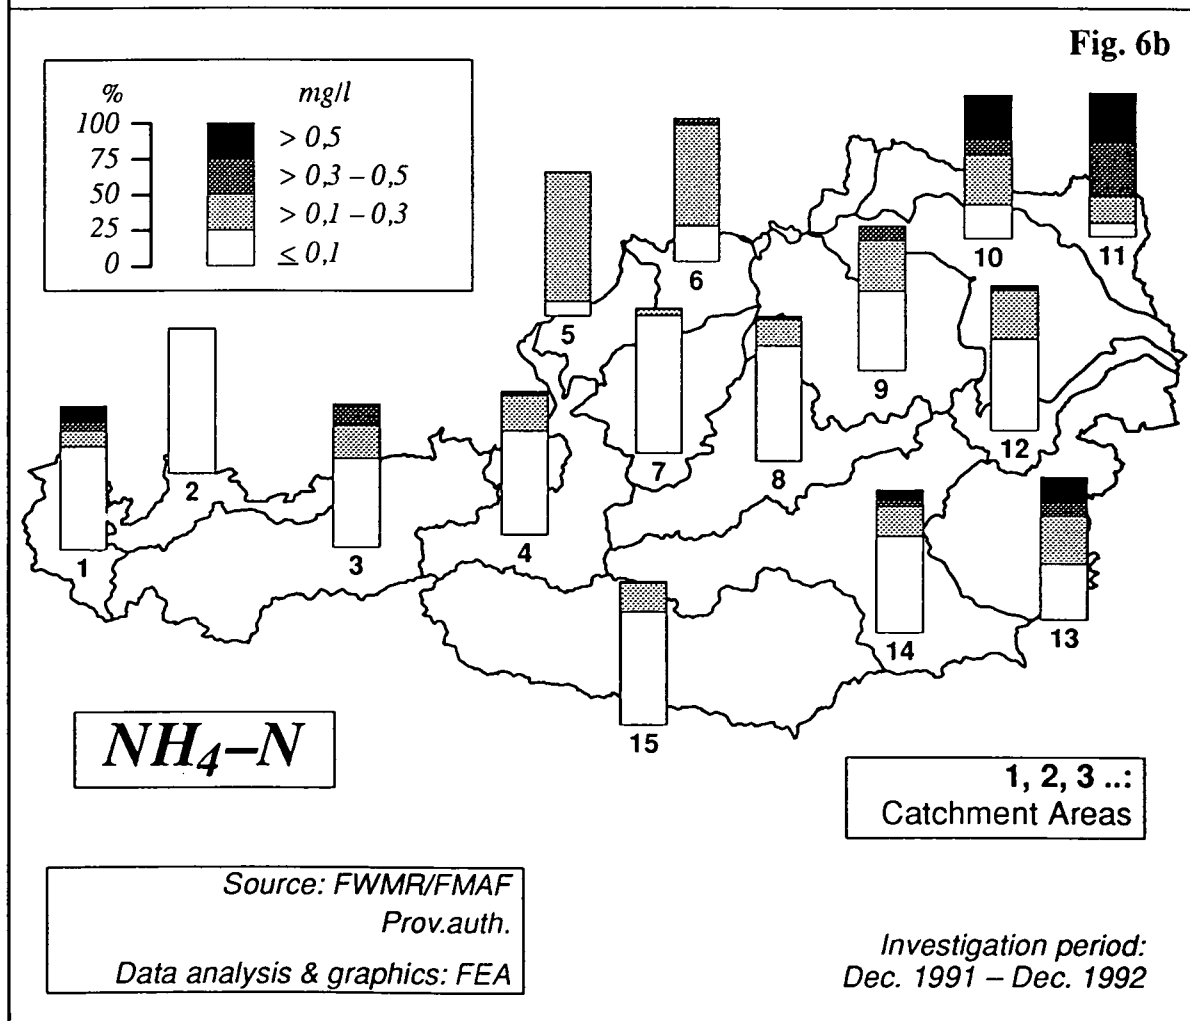 Fig. 6b
% mg/l
100 > 0,5
75 > 0,3 – 0,5
50 > 0,1 – 0,3
25 ≤ 0,1
0
1
2
3
4
5
6
7
8
9
10
11
12
13
14
15
NH₄–N
1, 2, 3 ..:
Catchment Areas
Source: FWMR/FMAF
Prov.auth.
Data analysis & graphics: FEA
Investigation period:
Dec. 1991 – Dec. 1992